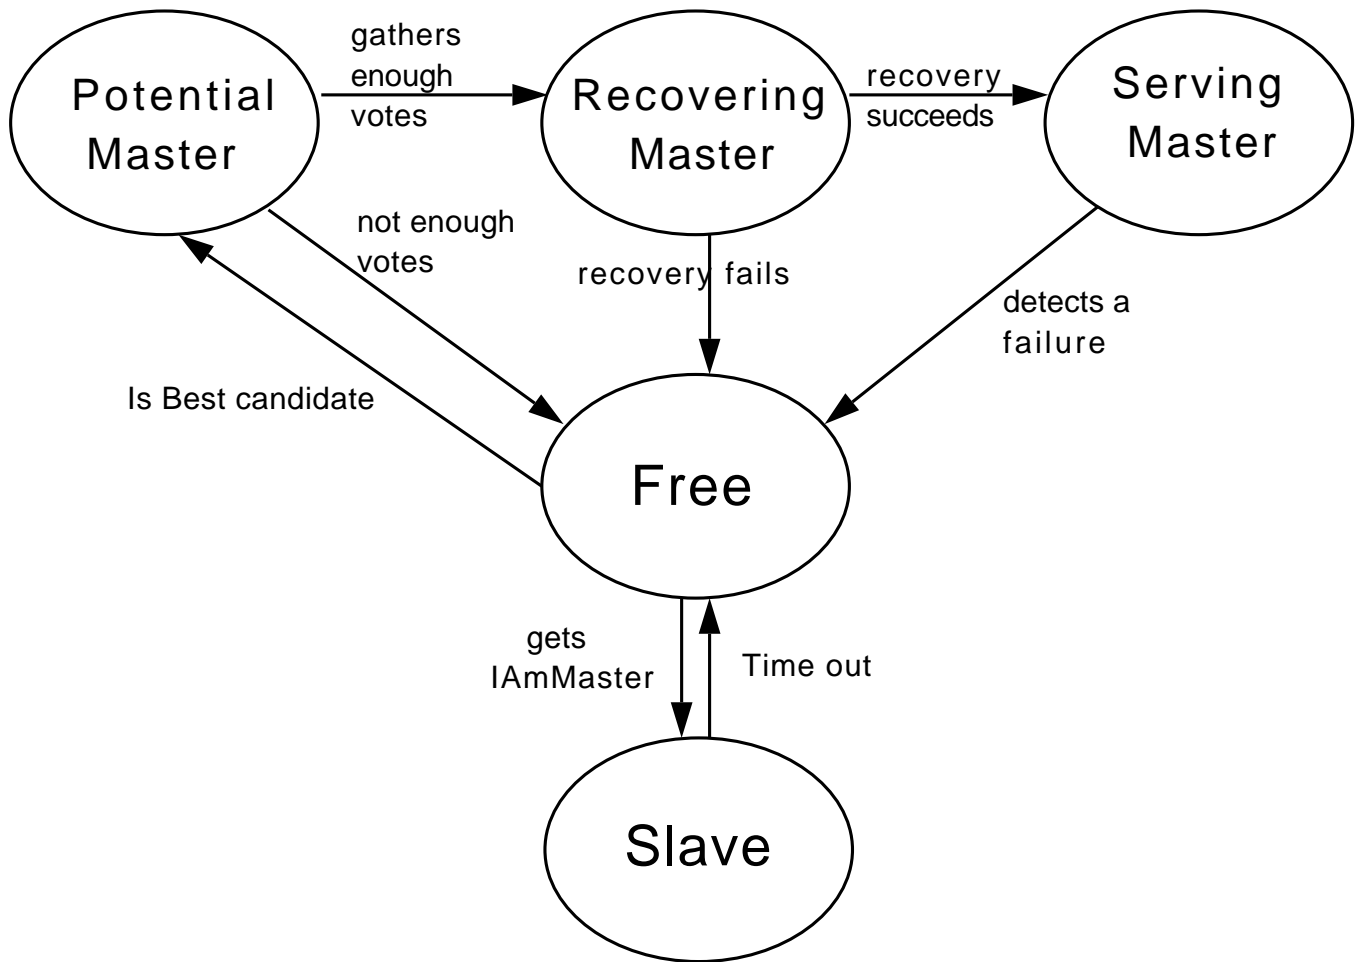 Potential
Master
gathers
enough
votes
Recovering
Master
recovery
succeeds
Serving
Master
not enough
votes
recovery fails
detects a
failure
Is Best candidate
Free
gets
IAmMaster
Time out
Slave